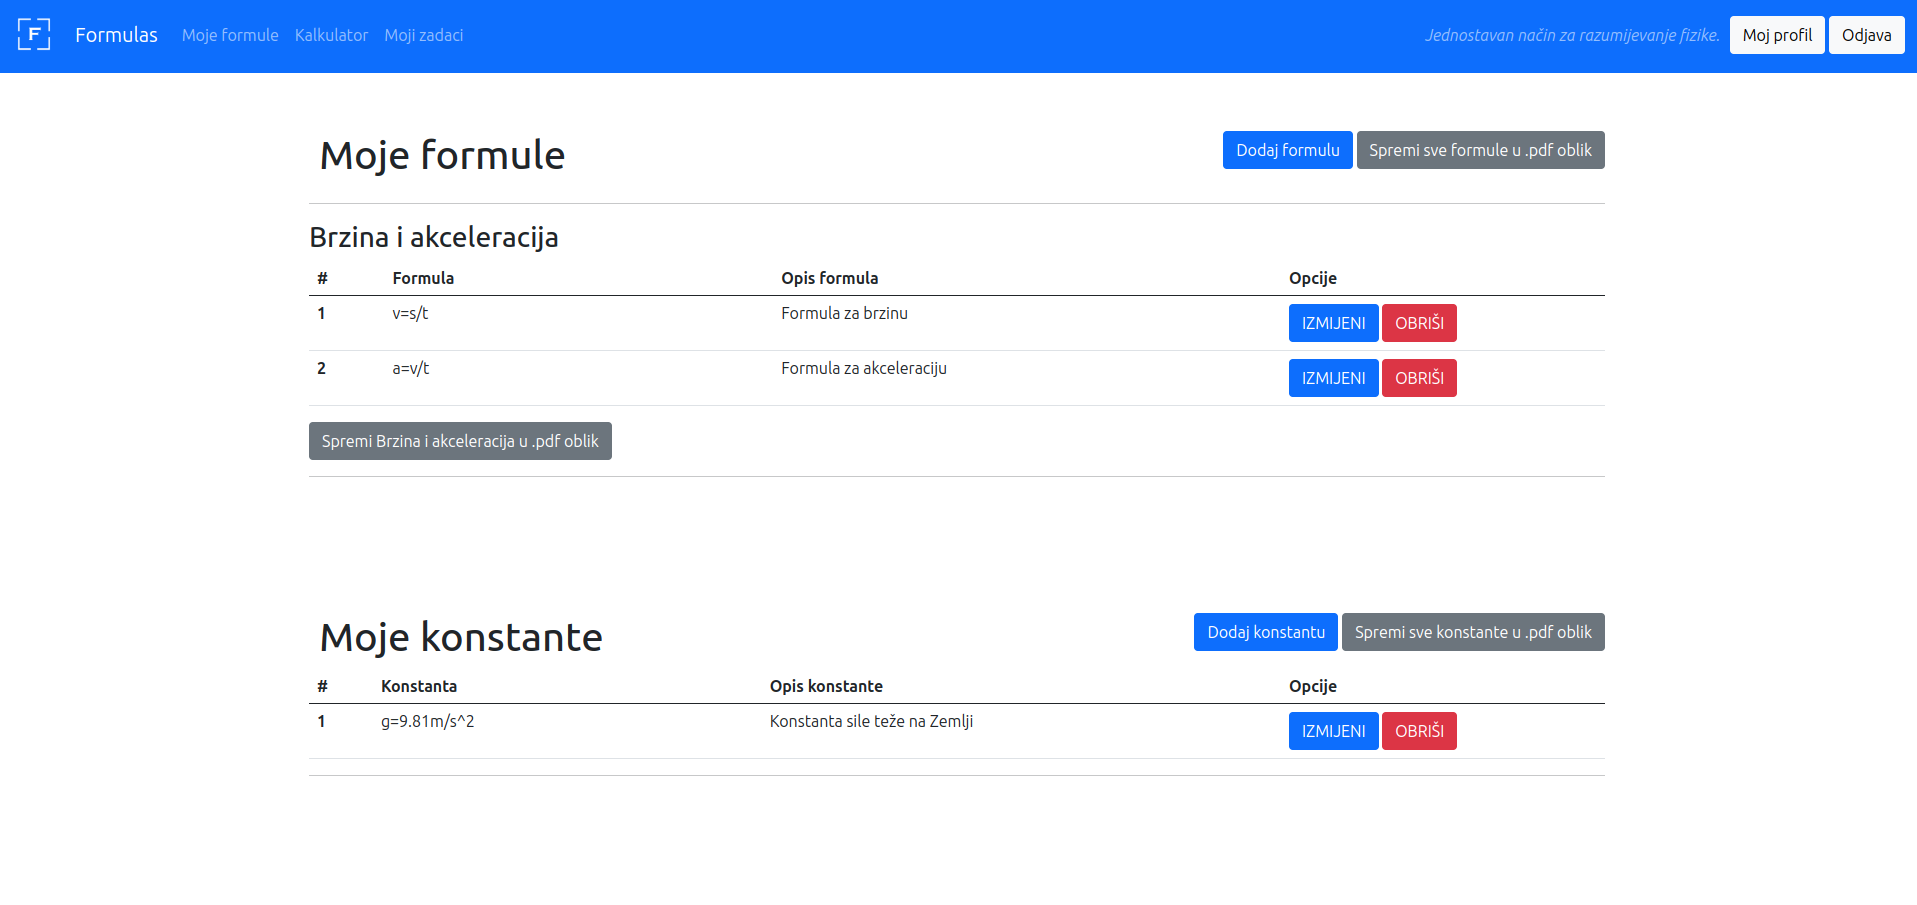 F Formulas Moje formule Kalkulator Moji zadaci Jednostavan način za razumijevanje fizike. Moj profil Odjava
Moje formule Dodaj formulu Spremi sve formule u .pdf oblik
Brzina i akceleracija
# Formula Opis formula Opcije
1 v=s/t Formula za brzinu IZMIJENI OBRIŠI
2 a=v/t Formula za akceleraciju IZMIJENI OBRIŠI
Spremi Brzina i akceleracija u .pdf oblik
Moje konstante Dodaj konstantu Spremi sve konstante u .pdf oblik
# Konstanta Opis konstante Opcije
1 g=9.81m/s^2 Konstanta sile teže na Zemlji IZMIJENI OBRIŠI